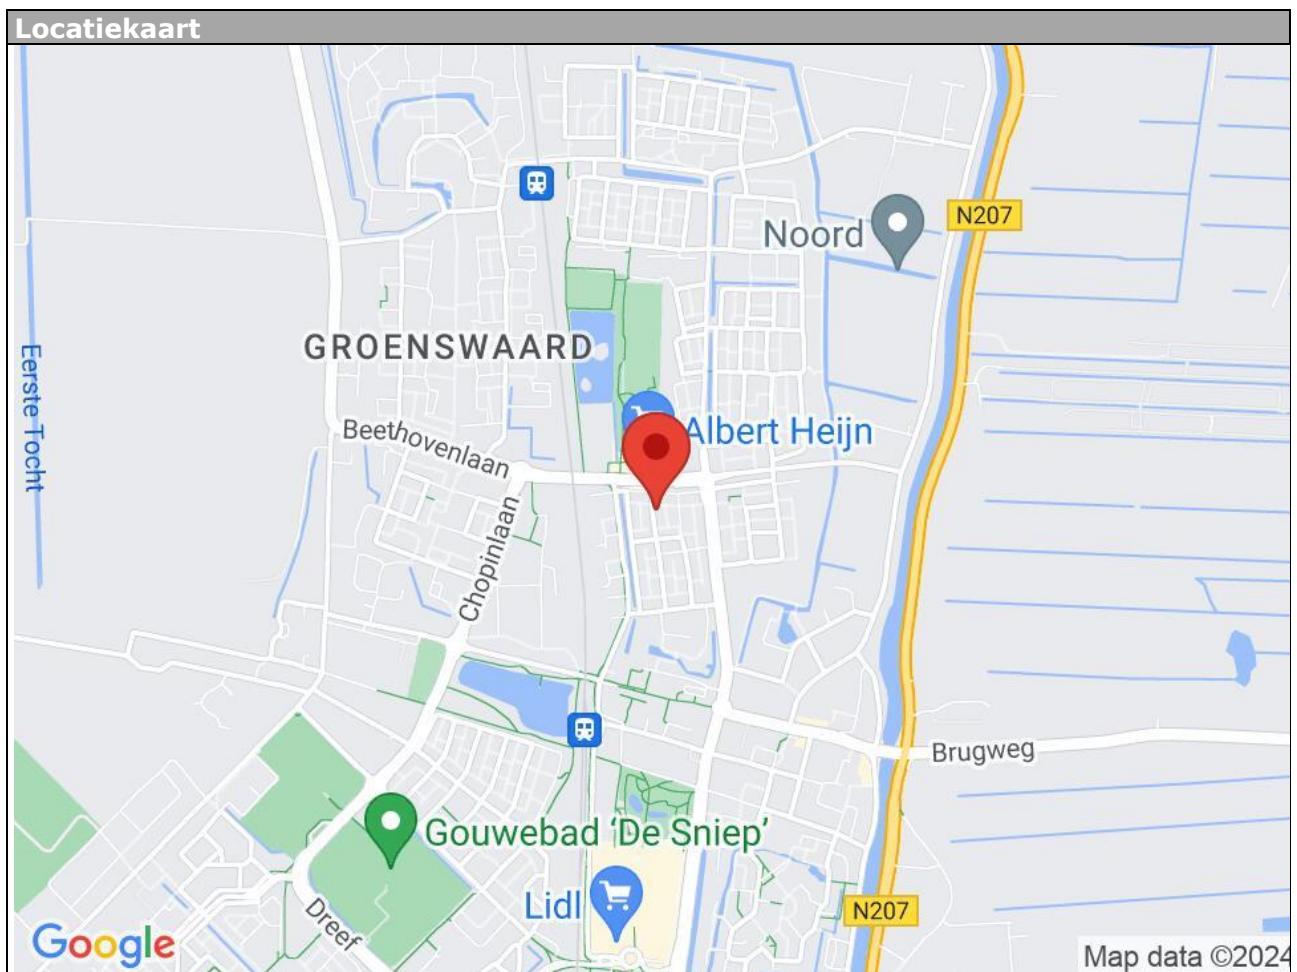 Locatiekaart
N207
Noord
GROENSWAARD
Eerste Tocht
Albert Heijn
Beethovenlaan
Chopinlaan
Brugweg
Gouwebad ‘De Sniep’
Lidl
N207
Dreef
Google
Map data ©2024